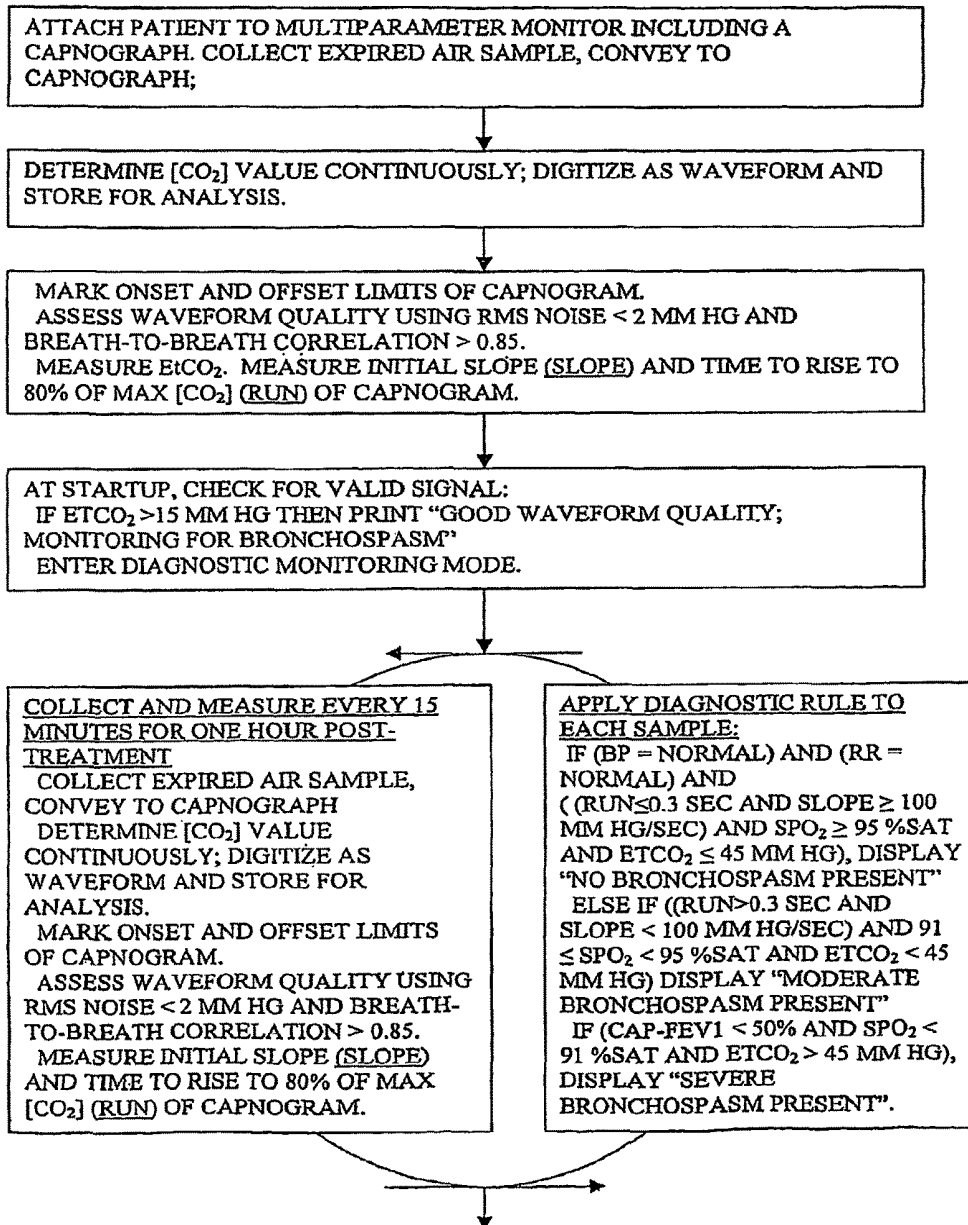 ATTACH PATIENT TO MULTIPARAMETER MONITOR INCLUDING A
CAPNOGRAPH. COLLECT EXPIRED AIR SAMPLE, CONVEY TO
CAPNOGRAPH;
DETERMINE [CO₂] VALUE CONTINUOUSLY; DIGITIZE AS WAVEFORM AND
STORE FOR ANALYSIS.
MARK ONSET AND OFFSET LIMITS OF CAPNOGRAM.
ASSESS WAVEFORM QUALITY USING RMS NOISE < 2 MM HG AND
BREATH-TO-BREATH CORRELATION > 0.85.
MEASURE EtCO₂. MEASURE INITIAL SLOPE (SLOPE) AND TIME TO RISE TO
80% OF MAX [CO₂] (RUN) OF CAPNOGRAM.
AT STARTUP, CHECK FOR VALID SIGNAL:
IF ETCO₂ >15 MM HG THEN PRINT “GOOD WAVEFORM QUALITY;
MONITORING FOR BRONCHOSPASM”
ENTER DIAGNOSTIC MONITORING MODE.
COLLECT AND MEASURE EVERY 15
MINUTES FOR ONE HOUR POST-
TREATMENT
COLLECT EXPIRED AIR SAMPLE,
CONVEY TO CAPNOGRAPH
DETERMINE [CO₂] VALUE
CONTINUOUSLY; DIGITIZE AS
WAVEFORM AND STORE FOR
ANALYSIS.
MARK ONSET AND OFFSET LIMITS
OF CAPNOGRAM.
ASSESS WAVEFORM QUALITY USING
RMS NOISE < 2 MM HG AND BREATH-
TO-BREATH CORRELATION > 0.85.
MEASURE INITIAL SLOPE (SLOPE)
AND TIME TO RISE TO 80% OF MAX
[CO₂] (RUN) OF CAPNOGRAM.
APPLY DIAGNOSTIC RULE TO
EACH SAMPLE:
IF (BP = NORMAL) AND (RR =
NORMAL) AND
( (RUN≤0.3 SEC AND SLOPE ≥ 100
MM HG/SEC) AND SPO₂ ≥ 95 %SAT
AND ETCO₂ ≤ 45 MM HG), DISPLAY
“NO BRONCHOSPASM PRESENT”
ELSE IF ((RUN>0.3 SEC AND
SLOPE < 100 MM HG/SEC) AND 91
≤ SPO₂ < 95 %SAT AND ETCO₂ < 45
MM HG) DISPLAY “MODERATE
BRONCHOSPASM PRESENT”
IF (CAP-FEV1 < 50% AND SPO₂ <
91 %SAT AND ETCO₂ > 45 MM HG),
DISPLAY “SEVERE
BRONCHOSPASM PRESENT”.